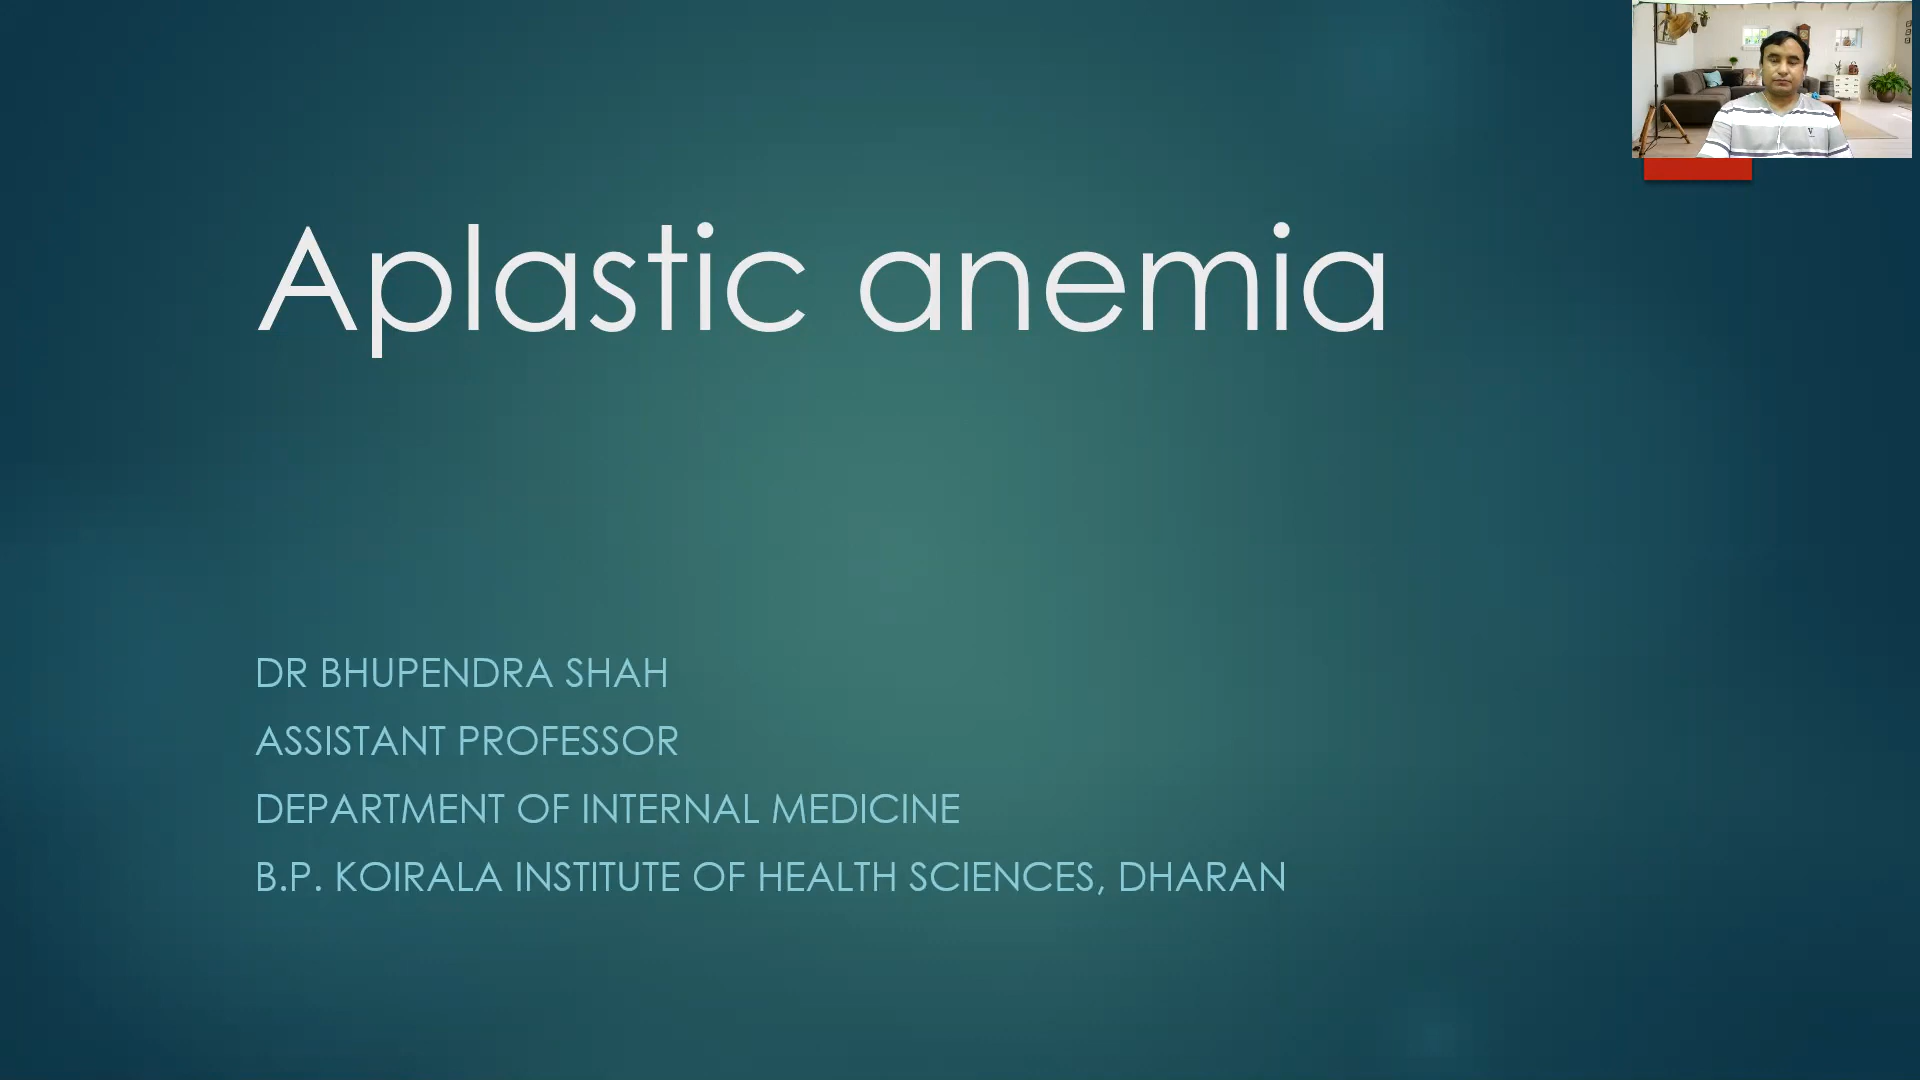 Aplastic anemia
DR BHUPENDRA SHAH
ASSISTANT PROFESSOR
DEPARTMENT OF INTERNAL MEDICINE
B.P. KOIRALA INSTITUTE OF HEALTH SCIENCES, DHARAN